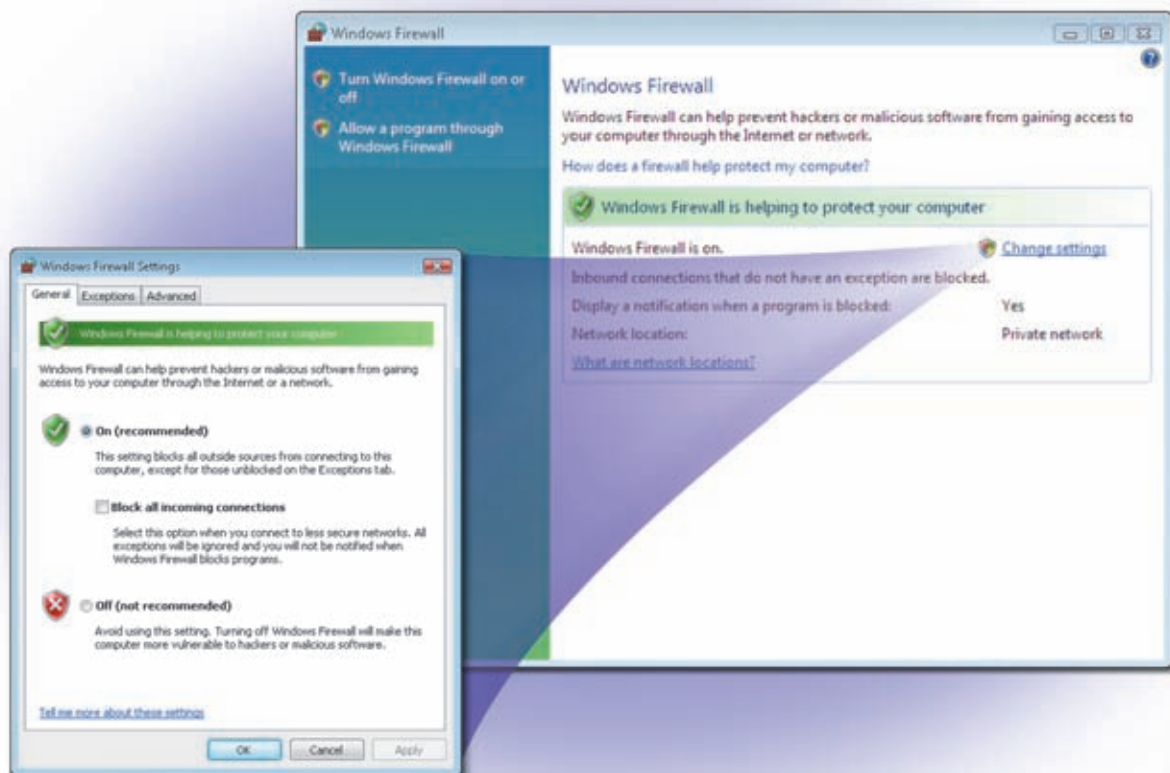 Windows Firewall
Turn Windows Firewall on or
off
Allow a program through
Windows Firewall
Windows Firewall
Windows Firewall can help prevent hackers or malicious software from gaining access to
your computer through the Internet or network.
How does a firewall help protect my computer?
Windows Firewall is helping to protect your computer
Windows Firewall is on.
Change settings
Inbound connections that do not have an exception are blocked.
Display a notification when a program is blocked: Yes
Network location: Private network
What are network locations?
Windows Firewall Settings
General Exceptions Advanced
Windows Firewall is helping to protect your computer
Windows Firewall can help prevent hackers or malicious software from gaining
access to your computer through the Internet or a network.
On (recommended)
This setting blocks all outside sources from connecting to this
computer, except for those unblocked on the Exceptions tab.
Block all incoming connections
Select this option when you connect to less secure networks. All
exceptions will be ignored and you will not be notified when
Windows Firewall blocks programs.
Off (not recommended)
Avoid using this setting. Turning off Windows Firewall will make this
computer more vulnerable to hackers or malicious software.
Tell me more about these settings
OK Cancel Apply